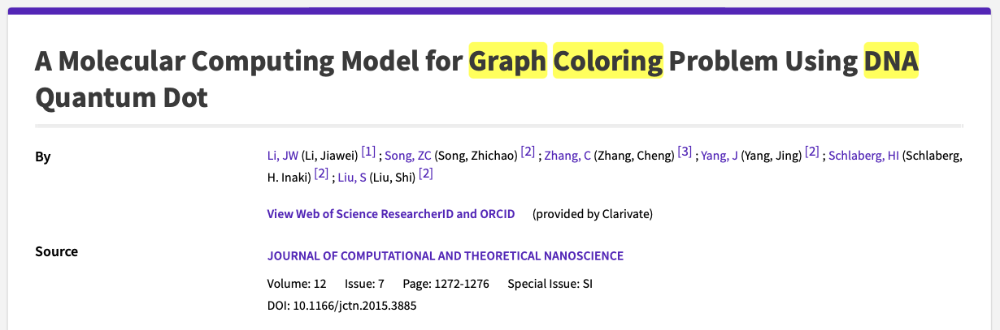 A Molecular Computing Model for Graph Coloring Problem Using DNA
Quantum Dot
By
Li, JW (Li, Jiawei) [1] ; Song, ZC (Song, Zhichao) [2] ; Zhang, C (Zhang, Cheng) [3] ; Yang, J (Yang, Jing) [2] ; Schlaberg, HI (Schlaberg,
H. Inaki) [2] ; Liu, S (Liu, Shi) [2]
View Web of Science ResearcherID and ORCID (provided by Clarivate)
Source
JOURNAL OF COMPUTATIONAL AND THEORETICAL NANOSCIENCE
Volume: 12 Issue: 7 Page: 1272-1276 Special Issue: SI
DOI: 10.1166/jctn.2015.3885